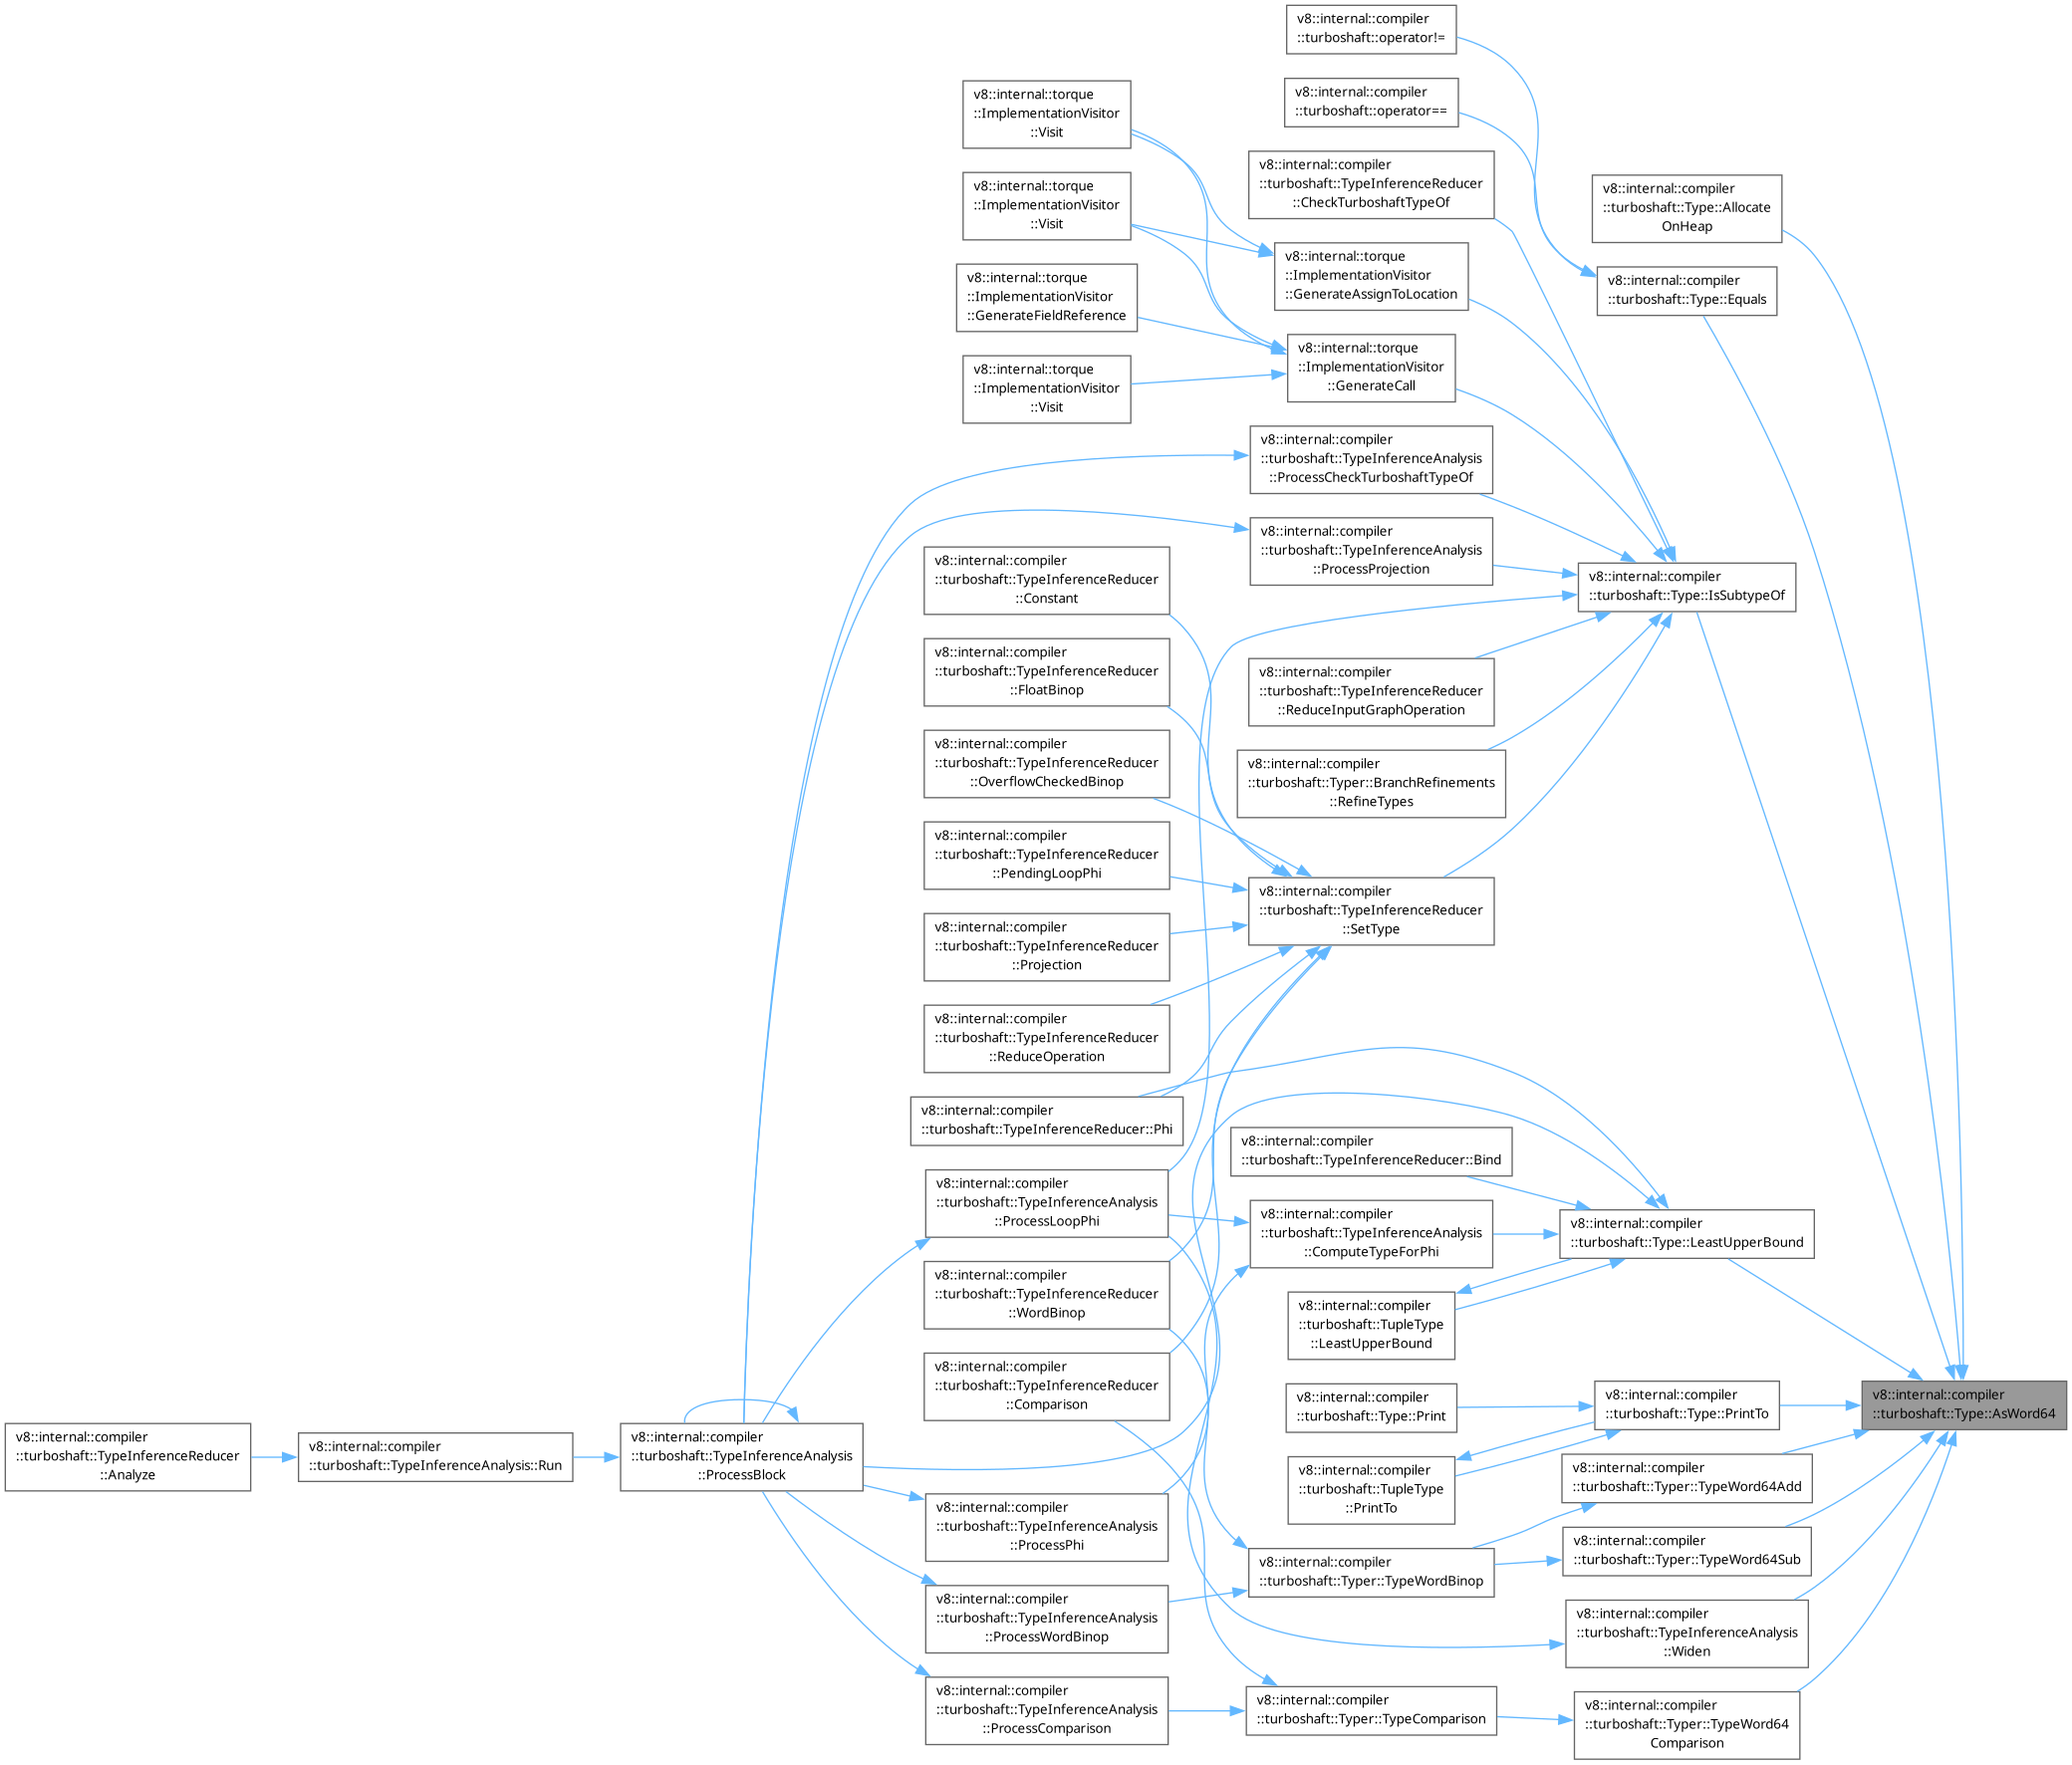 v8::internal::compiler
::turboshaft::operator!=
v8::internal::compiler
::turboshaft::operator==
v8::internal::torque
::ImplementationVisitor
::Visit
v8::internal::compiler
::turboshaft::TypeInferenceReducer
::CheckTurboshaftTypeOf
v8::internal::compiler
::turboshaft::Type::Allocate
OnHeap
v8::internal::torque
::ImplementationVisitor
::Visit
v8::internal::torque
::ImplementationVisitor
::GenerateAssignToLocation
v8::internal::compiler
::turboshaft::Type::Equals
v8::internal::torque
::ImplementationVisitor
::GenerateFieldReference
v8::internal::torque
::ImplementationVisitor
::GenerateCall
v8::internal::torque
::ImplementationVisitor
::Visit
v8::internal::compiler
::turboshaft::TypeInferenceAnalysis
::ProcessCheckTurboshaftTypeOf
v8::internal::compiler
::turboshaft::TypeInferenceAnalysis
::ProcessProjection
v8::internal::compiler
::turboshaft::TypeInferenceReducer
::Constant
v8::internal::compiler
::turboshaft::Type::IsSubtypeOf
v8::internal::compiler
::turboshaft::TypeInferenceReducer
::FloatBinop
v8::internal::compiler
::turboshaft::TypeInferenceReducer
::ReduceInputGraphOperation
v8::internal::compiler
::turboshaft::TypeInferenceReducer
::OverflowCheckedBinop
v8::internal::compiler
::turboshaft::Typer::BranchRefinements
::RefineTypes
v8::internal::compiler
::turboshaft::TypeInferenceReducer
::PendingLoopPhi
v8::internal::compiler
::turboshaft::TypeInferenceReducer
::SetType
v8::internal::compiler
::turboshaft::TypeInferenceReducer
::Projection
v8::internal::compiler
::turboshaft::TypeInferenceReducer
::ReduceOperation
v8::internal::compiler
::turboshaft::TypeInferenceReducer::Phi
v8::internal::compiler
::turboshaft::TypeInferenceReducer::Bind
v8::internal::compiler
::turboshaft::TypeInferenceAnalysis
::ProcessLoopPhi
v8::internal::compiler
::turboshaft::TypeInferenceAnalysis
::ComputeTypeForPhi
v8::internal::compiler
::turboshaft::Type::LeastUpperBound
v8::internal::compiler
::turboshaft::TypeInferenceReducer
::WordBinop
v8::internal::compiler
::turboshaft::TupleType
::LeastUpperBound
v8::internal::compiler
::turboshaft::TypeInferenceReducer
::Comparison
v8::internal::compiler
::turboshaft::Type::Print
v8::internal::compiler
::turboshaft::Type::PrintTo
v8::internal::compiler
::turboshaft::Type::AsWord64
v8::internal::compiler
::turboshaft::TypeInferenceReducer
::Analyze
v8::internal::compiler
::turboshaft::TypeInferenceAnalysis::Run
v8::internal::compiler
::turboshaft::TypeInferenceAnalysis
::ProcessBlock
v8::internal::compiler
::turboshaft::TupleType
::PrintTo
v8::internal::compiler
::turboshaft::Typer::TypeWord64Add
v8::internal::compiler
::turboshaft::TypeInferenceAnalysis
::ProcessPhi
v8::internal::compiler
::turboshaft::Typer::TypeWord64Sub
v8::internal::compiler
::turboshaft::Typer::TypeWordBinop
v8::internal::compiler
::turboshaft::TypeInferenceAnalysis
::ProcessWordBinop
v8::internal::compiler
::turboshaft::TypeInferenceAnalysis
::Widen
v8::internal::compiler
::turboshaft::TypeInferenceAnalysis
::ProcessComparison
v8::internal::compiler
::turboshaft::Typer::TypeComparison
v8::internal::compiler
::turboshaft::Typer::TypeWord64
Comparison